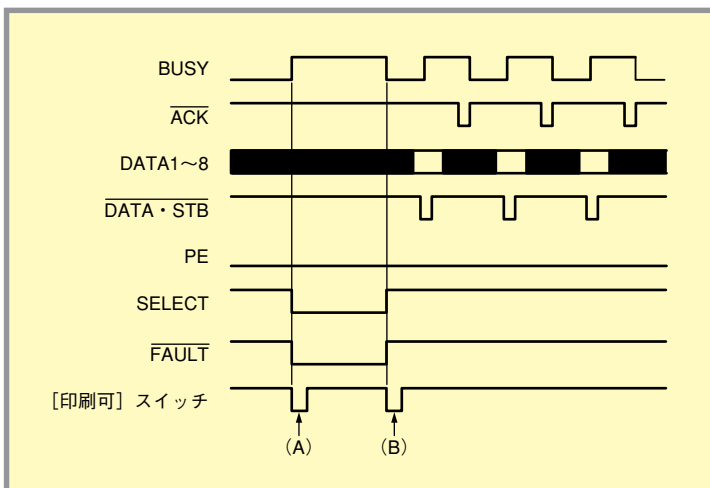 BUSY
ACK
DATA1～8
DATA・STB
PE
SELECT
FAULT
［印刷可］スイッチ
（A） （B）